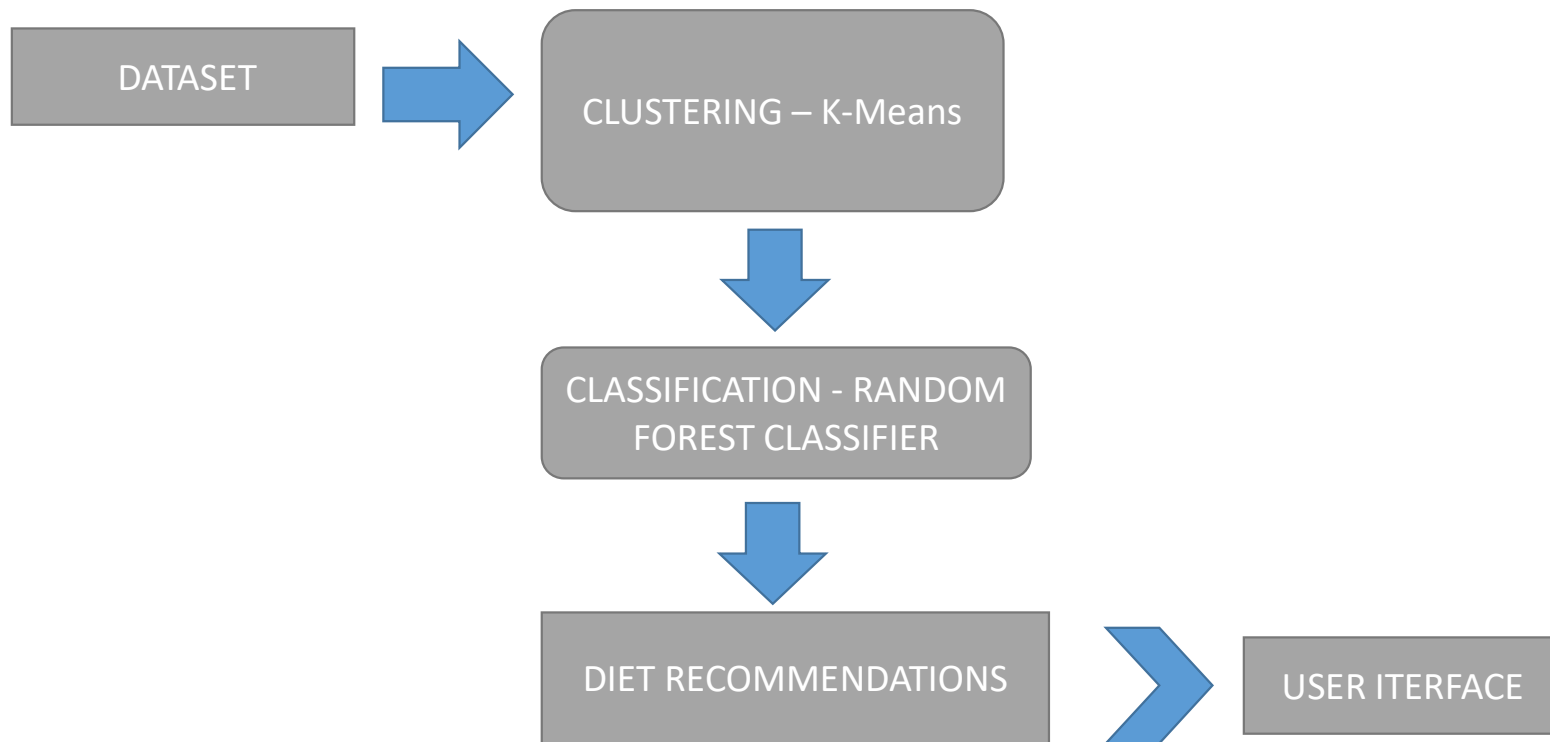 DATASET
CLUSTERING – K-Means
CLASSIFICATION - RANDOM
FOREST CLASSIFIER
DIET RECOMMENDATIONS
USER ITERFACE